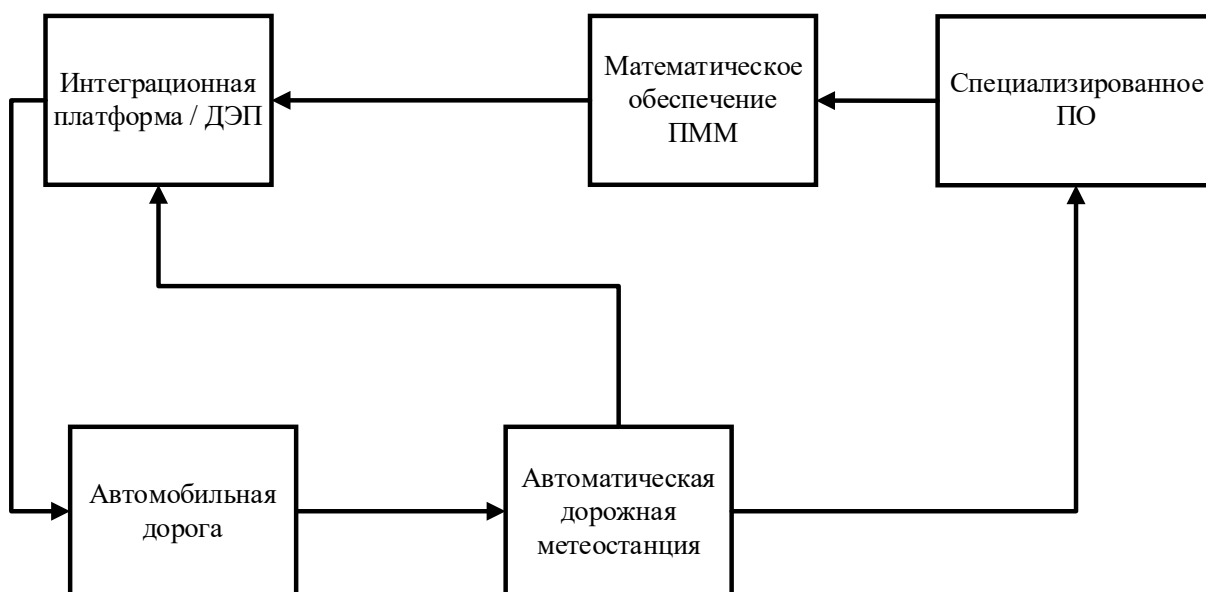 Интеграционная
платформа / ДЭП
Математическое
обеспечение
ПММ
Специализированное
ПО
Автомобильная
дорога
Автоматическая
дорожная
метеостанция